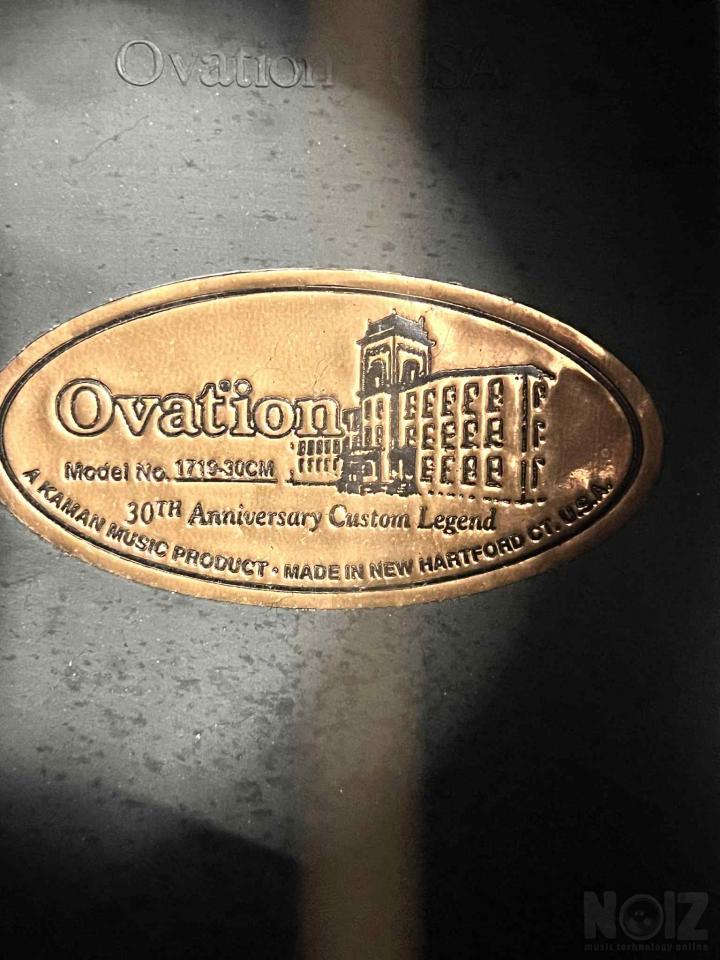 Ovation USA
Ovation
Model No. 1719-30CM
30TH Anniversary Custom Legend
A KAMAN MUSIC PRODUCT · MADE IN NEW HARTFORD CT. U.S.A.
NOIZ
music technology online